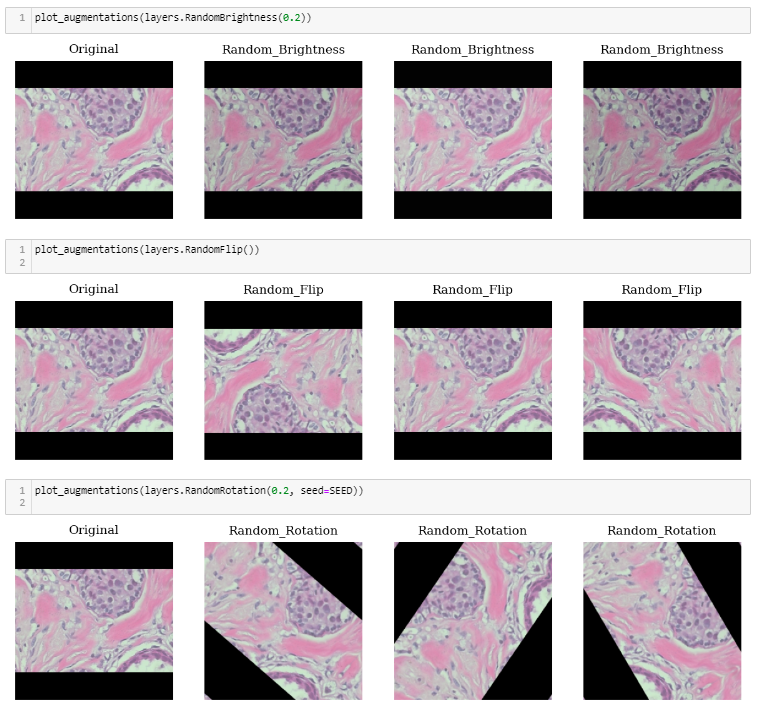 1 plot_augmentations(layers.RandomBrightness(0.2))
Original Random_Brightness Random_Brightness Random_Brightness
1 plot_augmentations(layers.RandomFlip())
2
Original Random_Flip Random_Flip Random_Flip
1 plot_augmentations(layers.RandomRotation(0.2, seed=SEED))
2
Original Random_Rotation Random_Rotation Random_Rotation